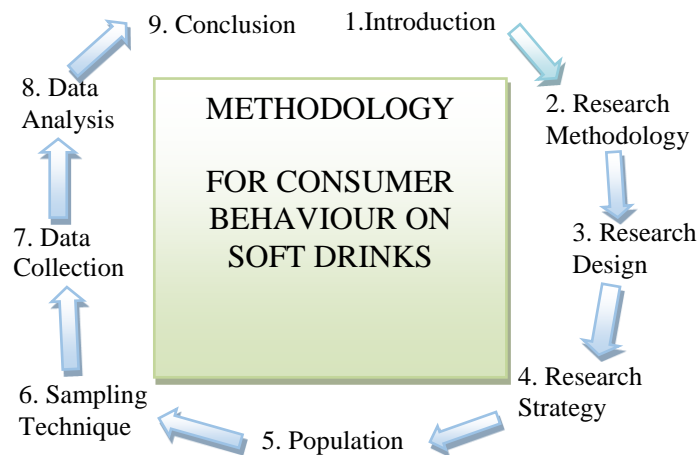 METHODOLOGY
FOR CONSUMER
BEHAVIOUR ON
SOFT DRINKS
1.Introduction
2. Research
Methodology
3. Research
Design
4. Research
Strategy
5. Population
6. Sampling
Technique
7. Data
Collection
8. Data
Analysis
9. Conclusion